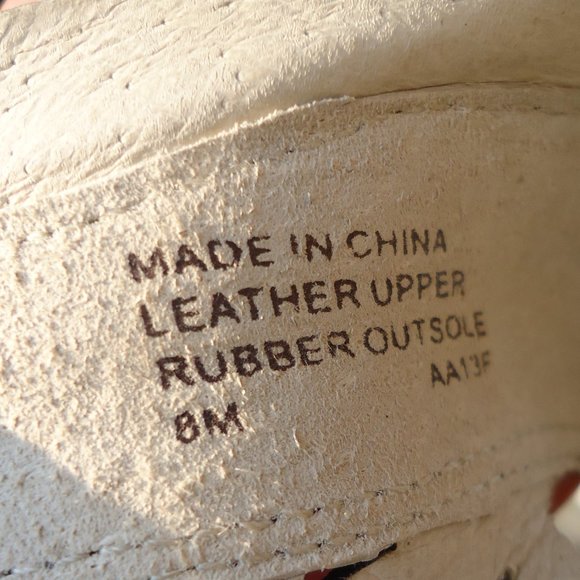 MADE IN CHINA
LEATHER UPPER
RUBBER OUTSOLE
8M AA13F